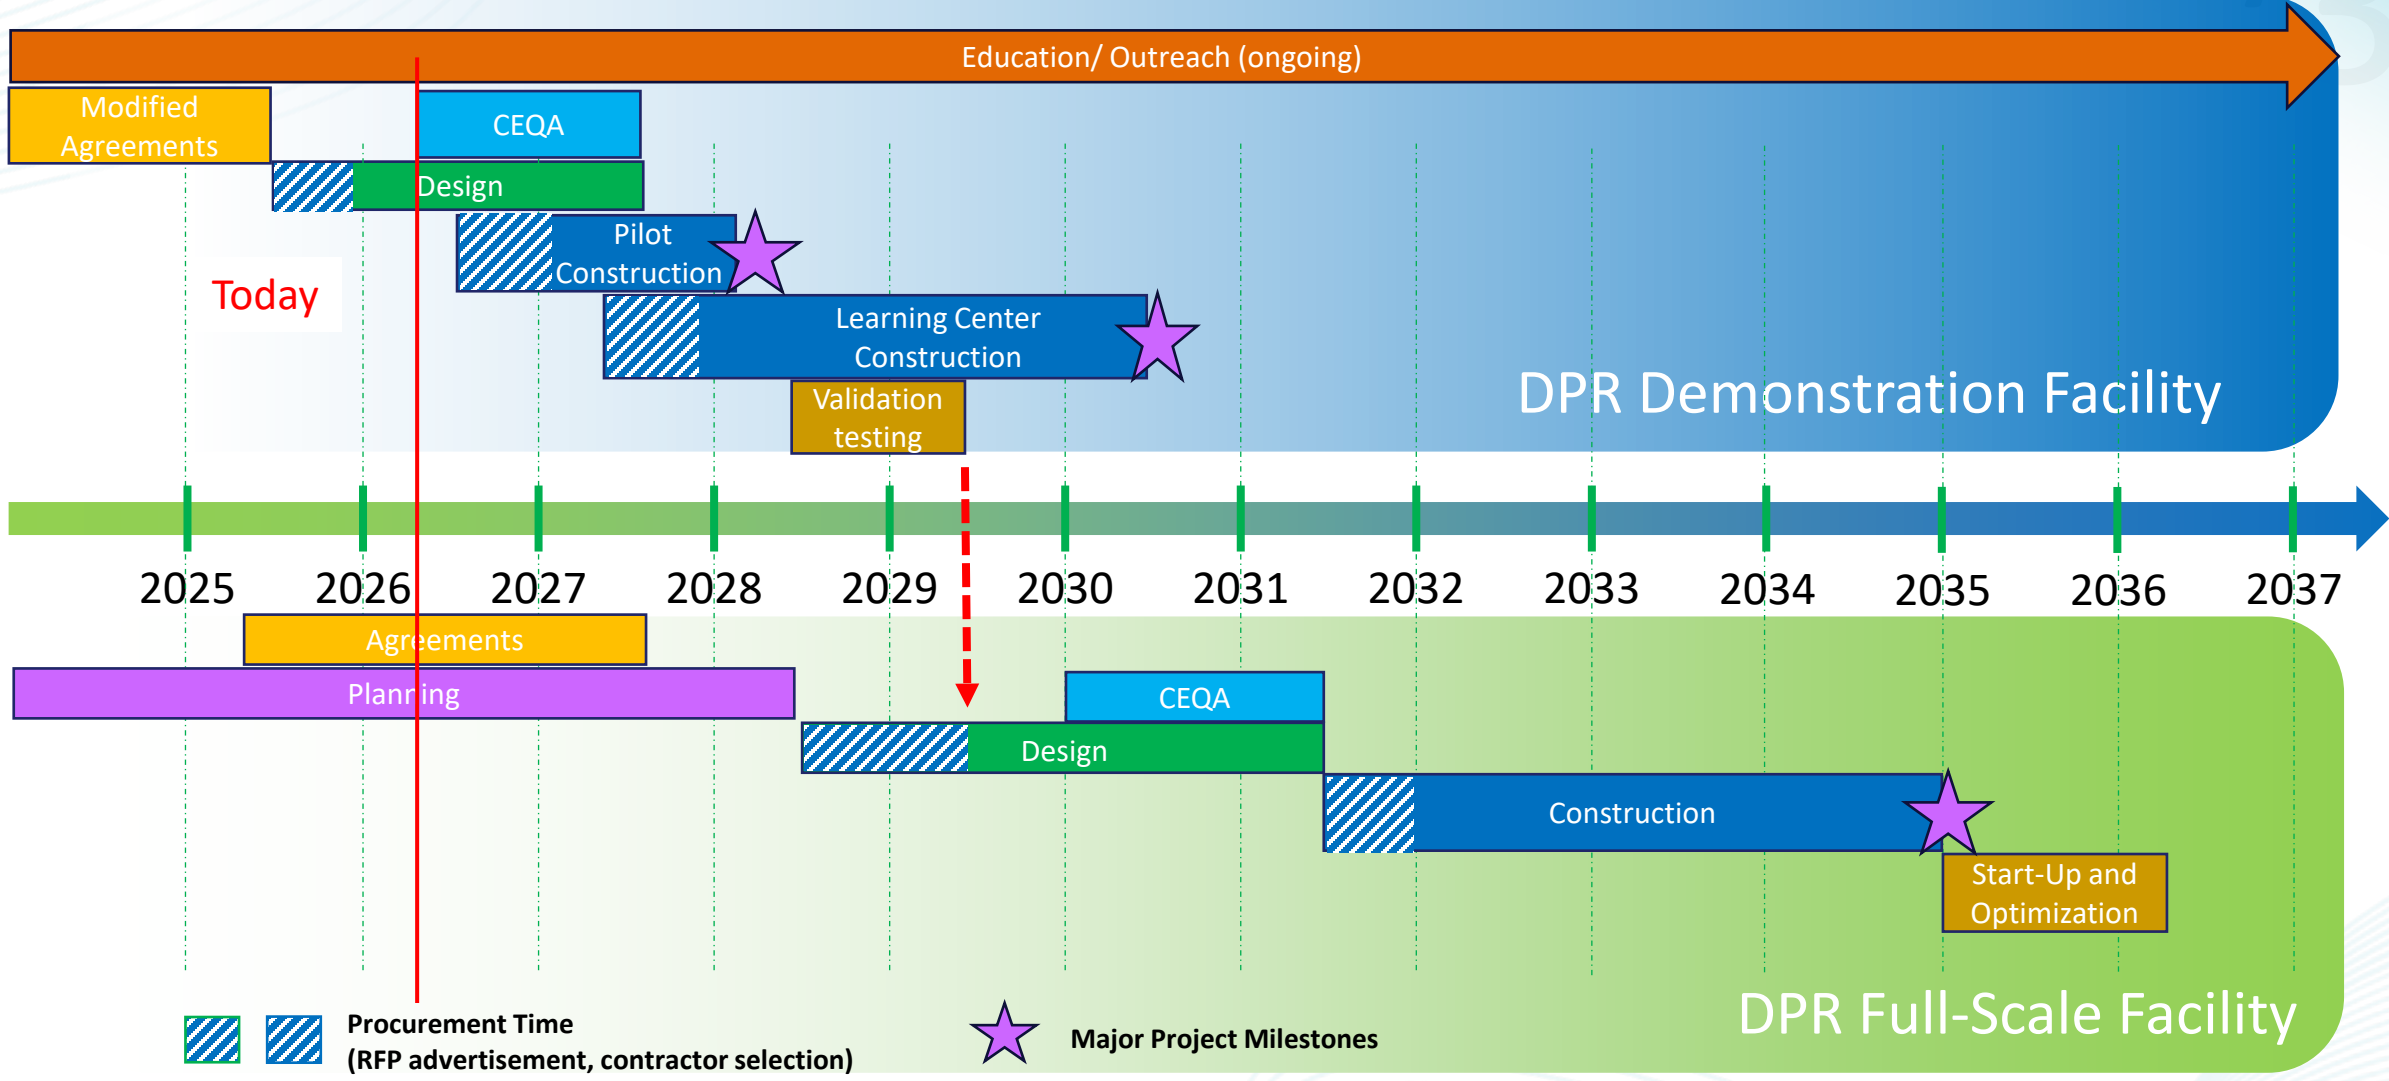 Education/ Outreach (ongoing)
Modified
Agreements
CEQA
Design
Pilot
Construction
Today
Learning Center
Construction
DPR Demonstration Facility
Validation
testing
2025
2026
2027
2028
2029
2030
2031
2032
2033
2034
2035
2036
2037
Agreements
Planning
CEQA
Design
Construction
Start-Up and
Optimization
DPR Full-Scale Facility
Procurement Time
(RFP advertisement, contractor selection)
Major Project Milestones